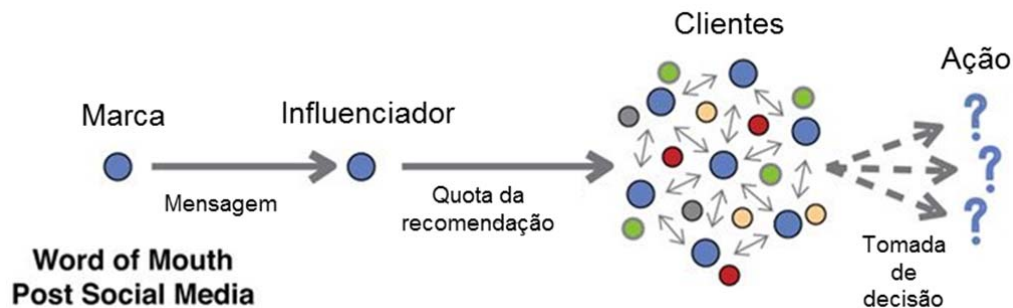 Marca
Mensagem
Influenciador
Quota da
recomendação
Clientes
Ação
?
?
?
Tomada
de
decisão
Word of Mouth
Post Social Media